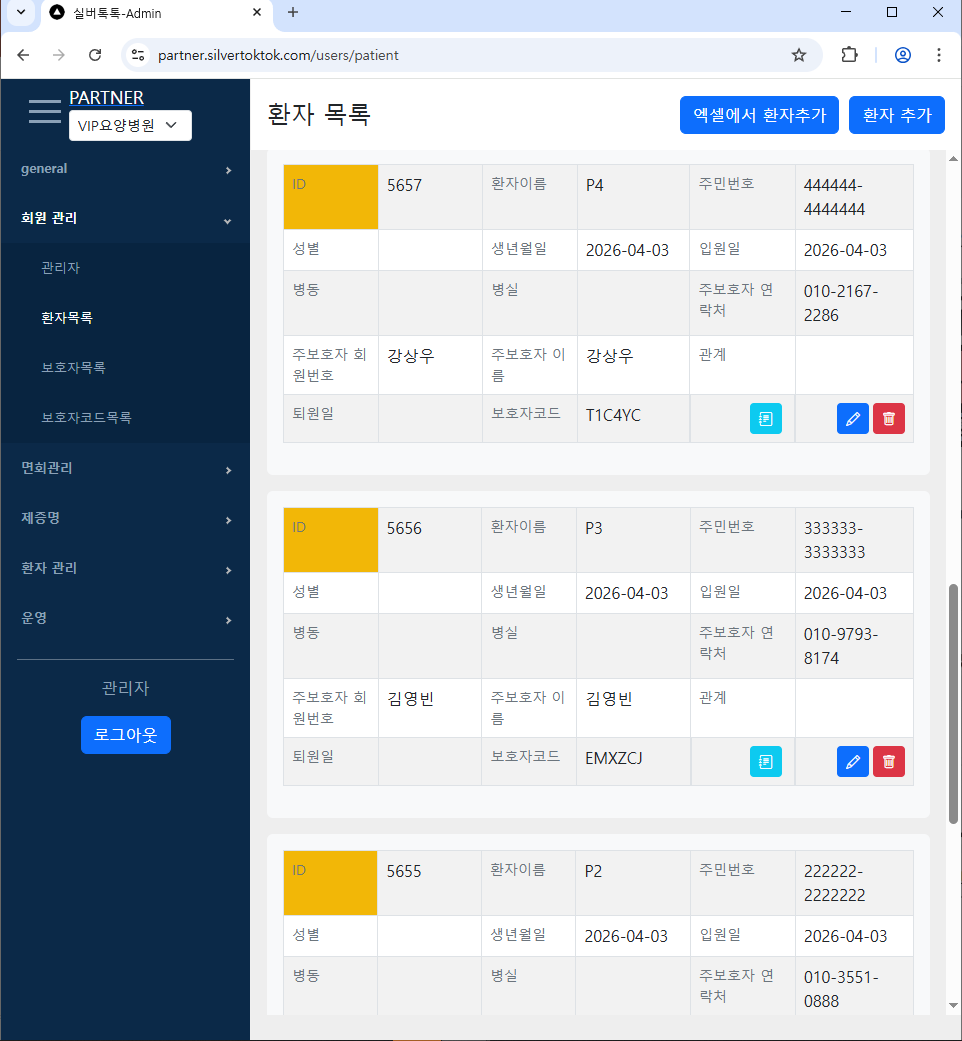 실버톡톡-Admin
partner.silvertoktok.com/users/patient
PARTNER
VIP요양병원
general
회원 관리
관리자
환자목록
보호자목록
보호자코드목록
면회관리
제증명
환자 관리
운영
관리자
로그아웃
환자 목록
엑셀에서 환자추가
환자 추가
ID 5657 환자이름 P4 주민번호 444444-
4444444
성별 생년월일 2026-04-03 입원일 2026-04-03
병동 병실 주보호자 연 010-2167-
락처 2286
주보호자 회 강상우 주보호자 이 강상우 관계
원번호 름
퇴원일 보호자코드 T1C4YC
ID 5656 환자이름 P3 주민번호 333333-
3333333
성별 생년월일 2026-04-03 입원일 2026-04-03
병동 병실 주보호자 연 010-9793-
락처 8174
주보호자 회 김영빈 주보호자 이 김영빈 관계
원번호 름
퇴원일 보호자코드 EMXZCJ
ID 5655 환자이름 P2 주민번호 222222-
2222222
성별 생년월일 2026-04-03 입원일 2026-04-03
병동 병실 주보호자 연 010-3551-
락처 0888